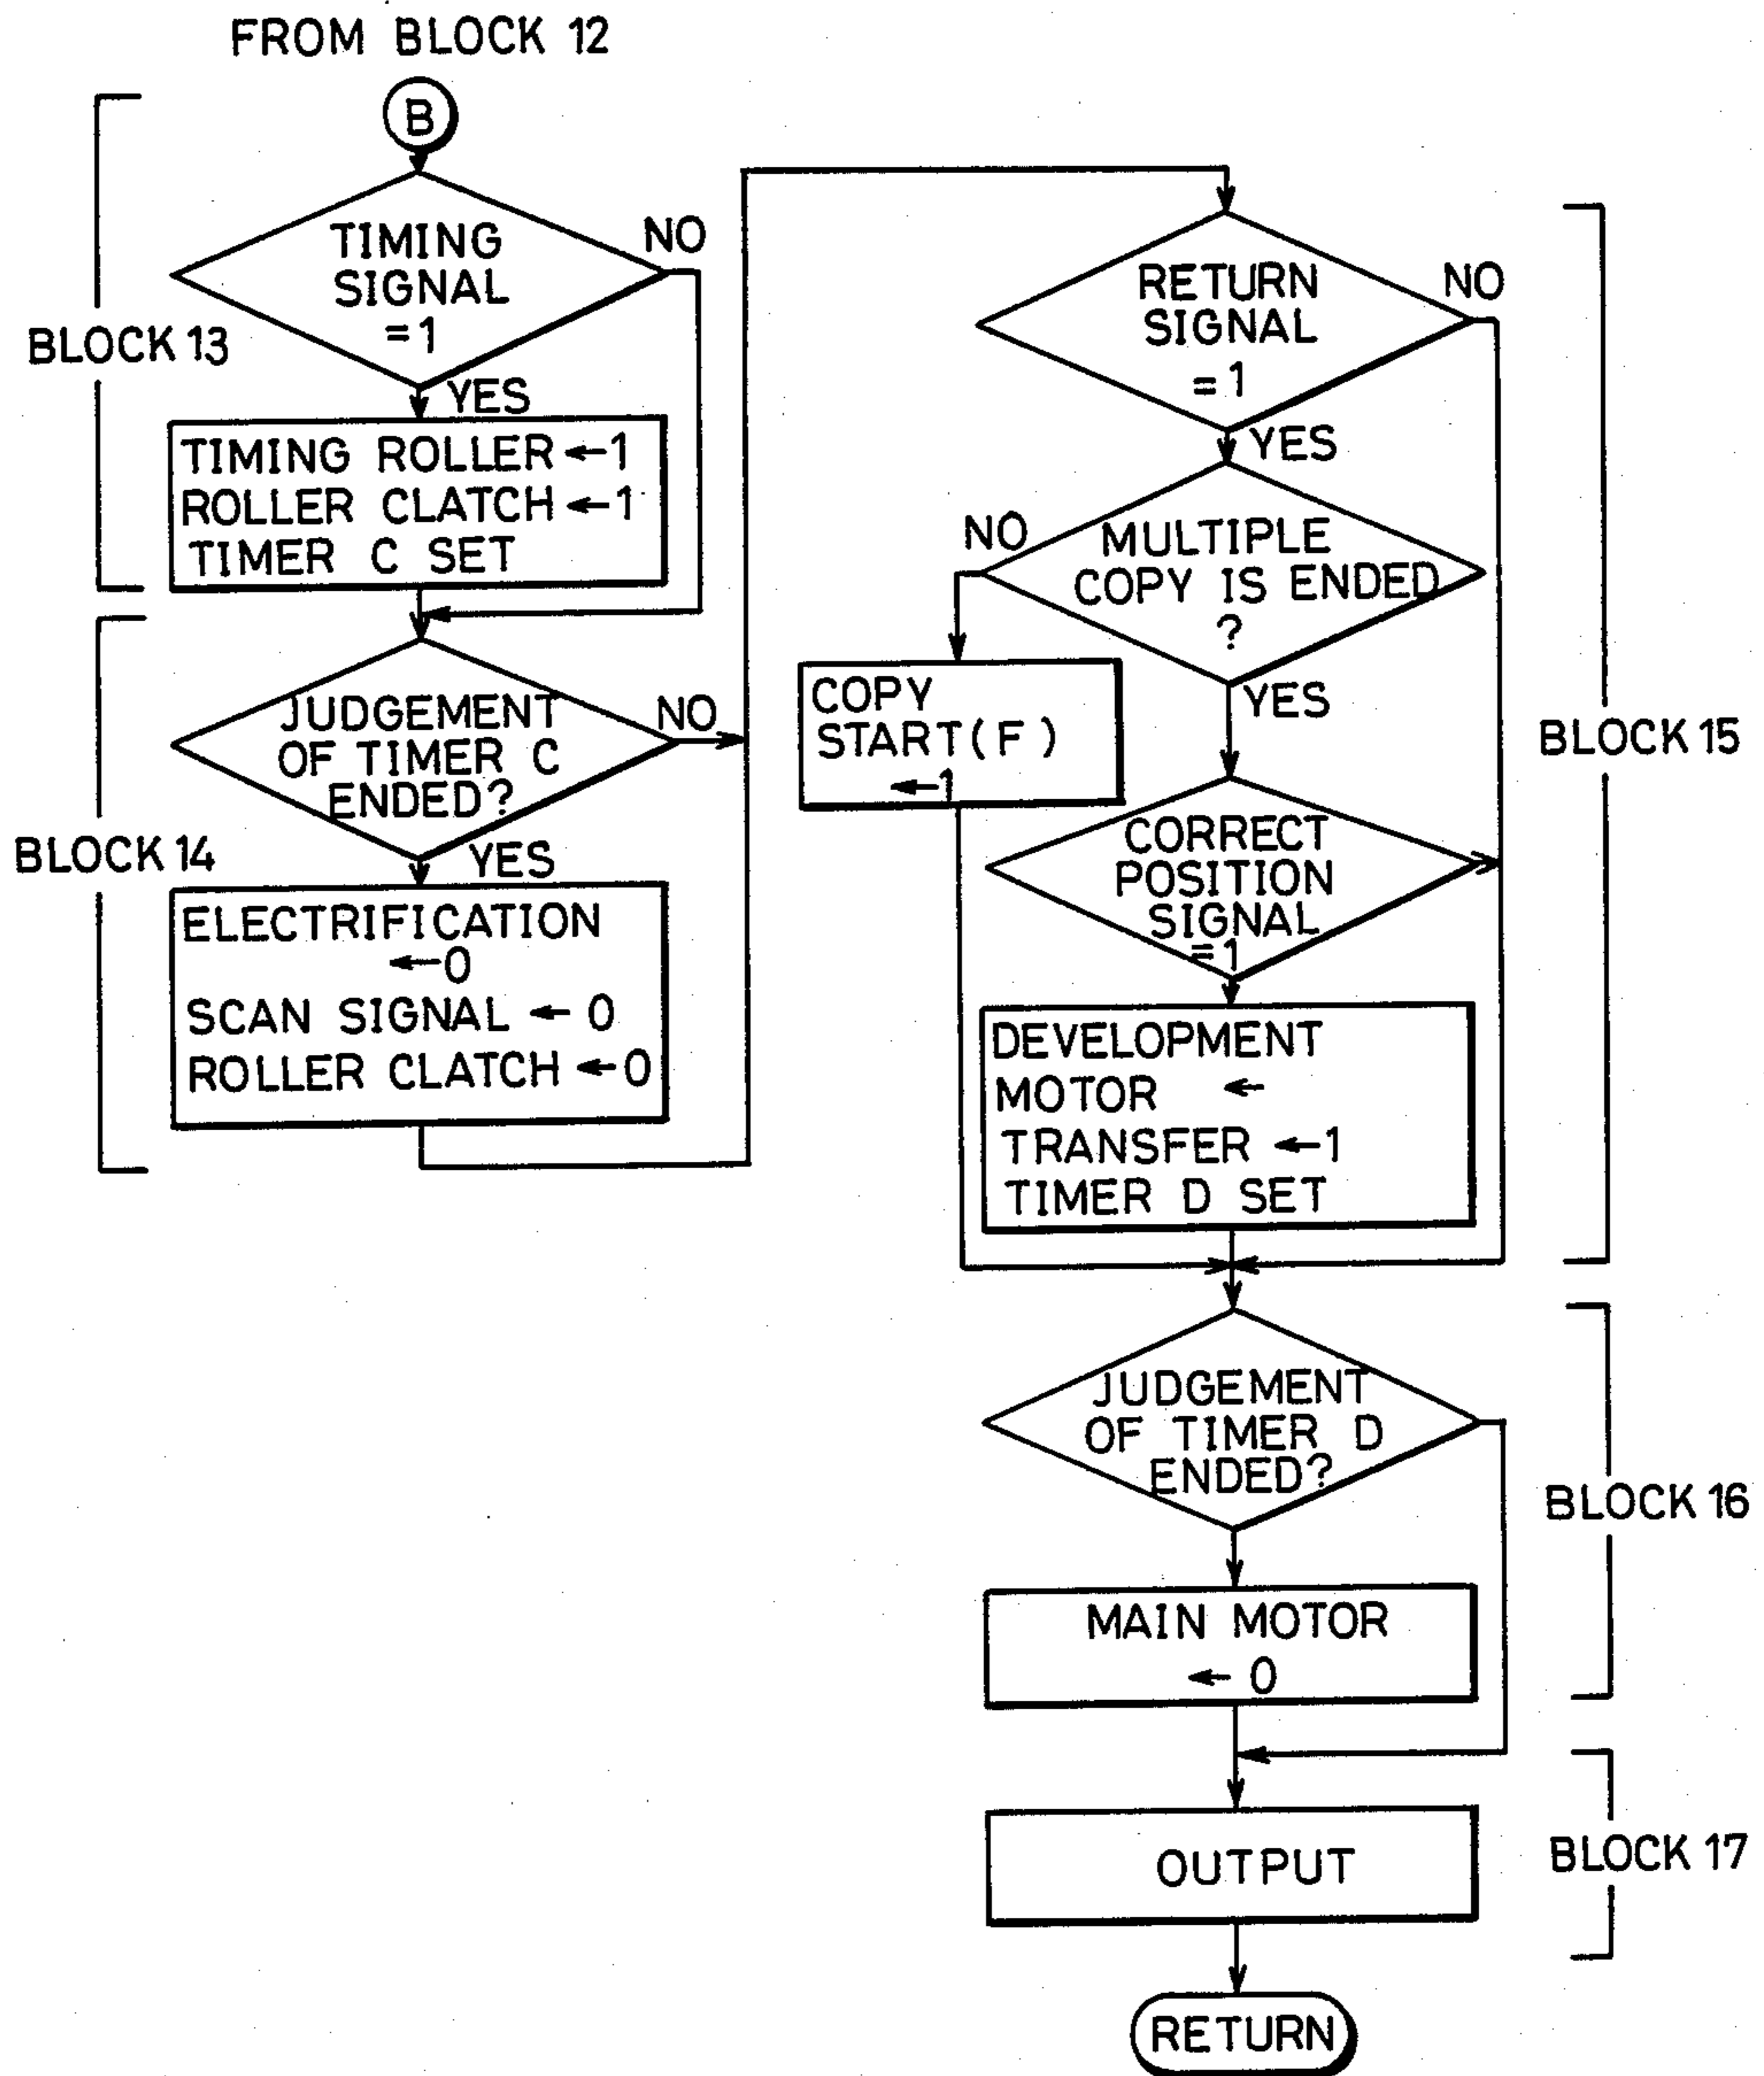 FROM BLOCK 12
B
TIMING
SIGNAL
=1
NO
YES
BLOCK 13
TIMING ROLLER ←1
ROLLER CLATCH ←1
TIMER C SET
JUDGEMENT
OF TIMER C
ENDED?
NO
YES
BLOCK 14
ELECTRIFICATION
←0
SCAN SIGNAL ← 0
ROLLER CLATCH ←0
RETURN
SIGNAL
=1
NO
YES
MULTIPLE
COPY IS ENDED
?
NO
YES
COPY
START(F)
←1
BLOCK 15
CORRECT
POSITION
SIGNAL
=1
DEVELOPMENT
MOTOR ←
TRANSFER ←1
TIMER D SET
JUDGEMENT
OF TIMER D
ENDED?
BLOCK 16
MAIN MOTOR
← 0
OUTPUT
BLOCK 17
RETURN